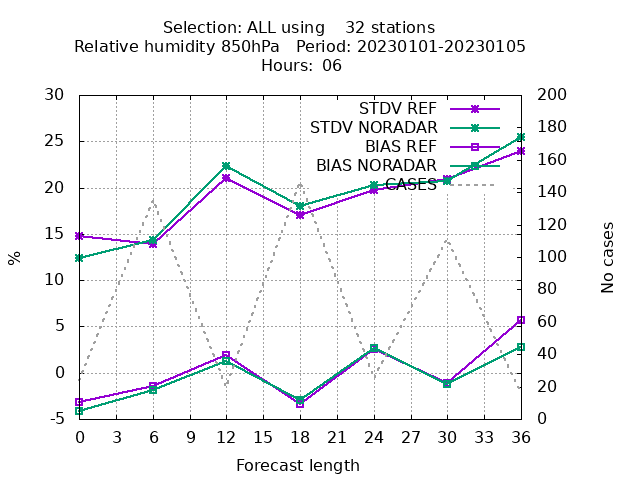 Selection: ALL using    32 stations
Relative humidity 850hPa   Period: 20230101-20230105
Hours:  06
30
25
20
15
10
5
0
-5
%
200
180
160
140
120
100
80
60
40
20
0
No cases
STDV REF
STDV NORADAR
BIAS REF
BIAS NORADAR
CASES
0 3 6 9 12 15 18 21 24 27 30 33 36
Forecast length